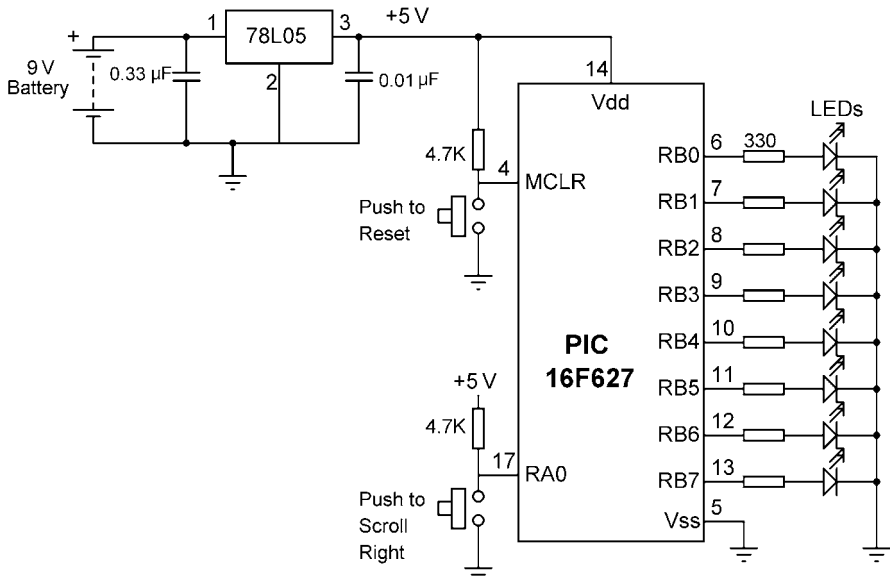 +
9 V
Battery
0.33 µF
1
78L05
3
2
+5 V
0.01 µF
14
Vdd
4.7K
4
MCLR
Push to
Reset
PIC
16F627
+5 V
4.7K
17
RA0
Push to
Scroll
Right
LEDs
RB0 6 330
RB1 7
RB2 8
RB3 9
RB4 10
RB5 11
RB6 12
RB7 13
Vss 5